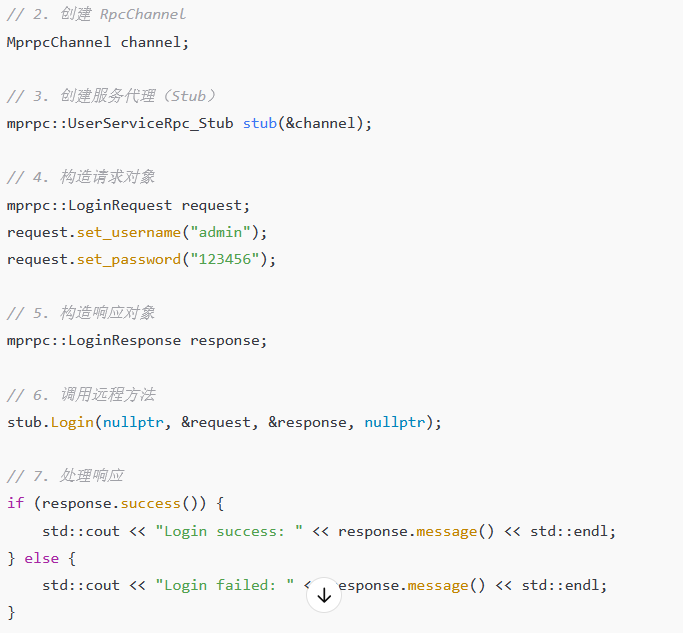 // 2. 创建 RpcChannel
MprpcChannel channel;
// 3. 创建服务代理（Stub）
mprpc::UserServiceRpc_Stub stub(&channel);
// 4. 构造请求对象
mprpc::LoginRequest request;
request.set_username("admin");
request.set_password("123456");
// 5. 构造响应对象
mprpc::LoginResponse response;
// 6. 调用远程方法
stub.Login(nullptr, &request, &response, nullptr);
// 7. 处理响应
if (response.success()) {
    std::cout << "Login success: " << response.message() << std::endl;
} else {
    std::cout << "Login failed: " << response.message() << std::endl;
}